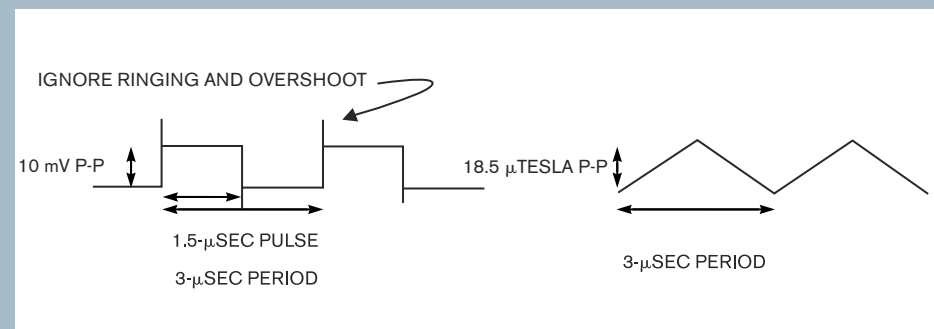 IGNORE RINGING AND OVERSHOOT
10 mV P-P
1.5-μSEC PULSE
3-μSEC PERIOD
18.5 μTESLA P-P
3-μSEC PERIOD